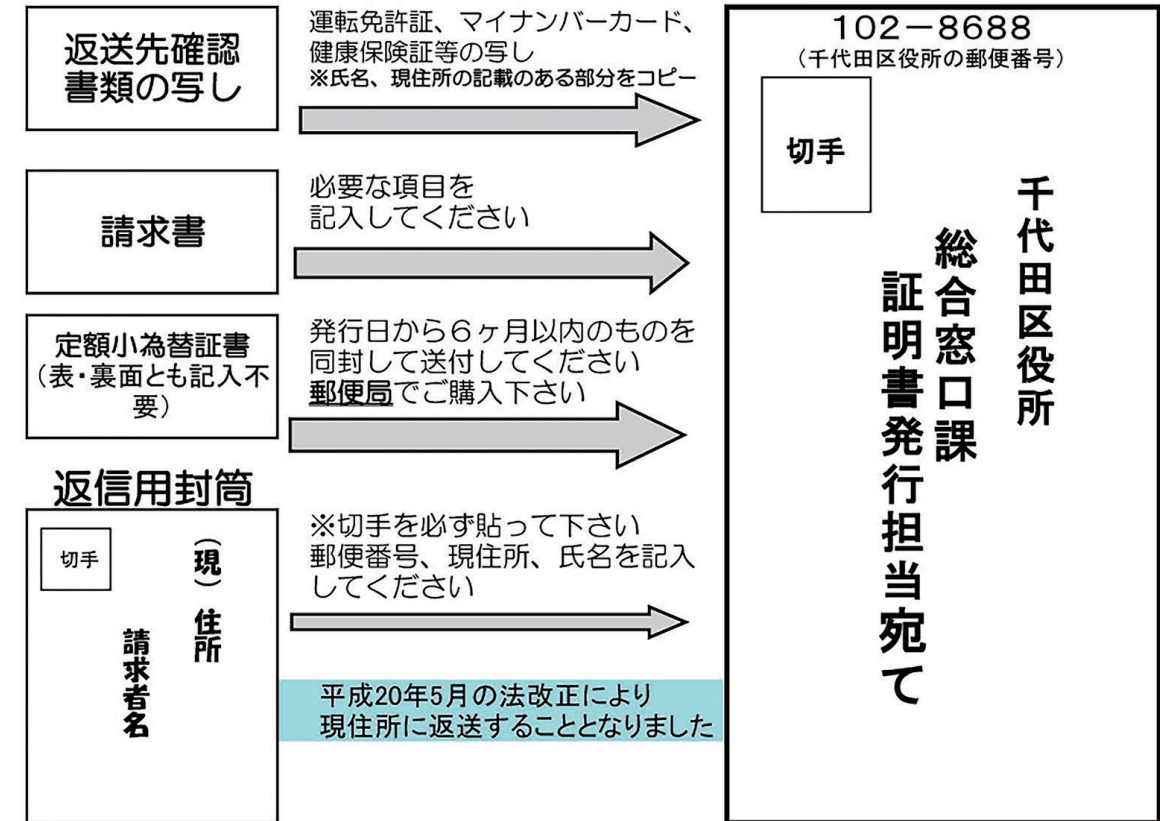 返送先確認
書類の写し
運転免許証、マイナンバーカード、
健康保険証等の写し
※氏名、現住所の記載のある部分をコピー
請求書
必要な項目を
記入してください
定額小為替証書
（表・裏面とも記入不
要）
発行日から６ヶ月以内のものを
同封して送付してください
郵便局でご購入下さい
返信用封筒
切手
（現）住所
請求者名
※切手を必ず貼って下さい
郵便番号、現住所、氏名を記入
してください
平成20年5月の法改正により
現住所に返送することとなりました
102－8688
（千代田区役所の郵便番号）
切手
千代田区役所
総合窓口課
証明書発行担当宛て